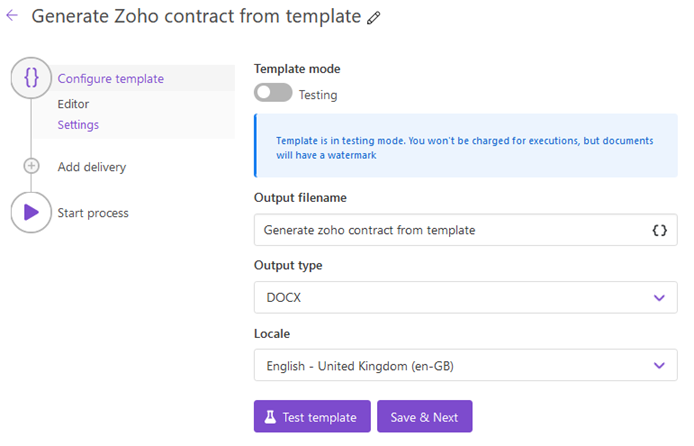 Generate Zoho contract from template
Configure template
Editor
Settings
Add delivery
Start process
Template mode
Testing
Template is in testing mode. You won't be charged for executions, but documents
will have a watermark
Output filename
Generate zoho contract from template
Output type
DOCX
Locale
English - United Kingdom (en-GB)
Test template
Save & Next